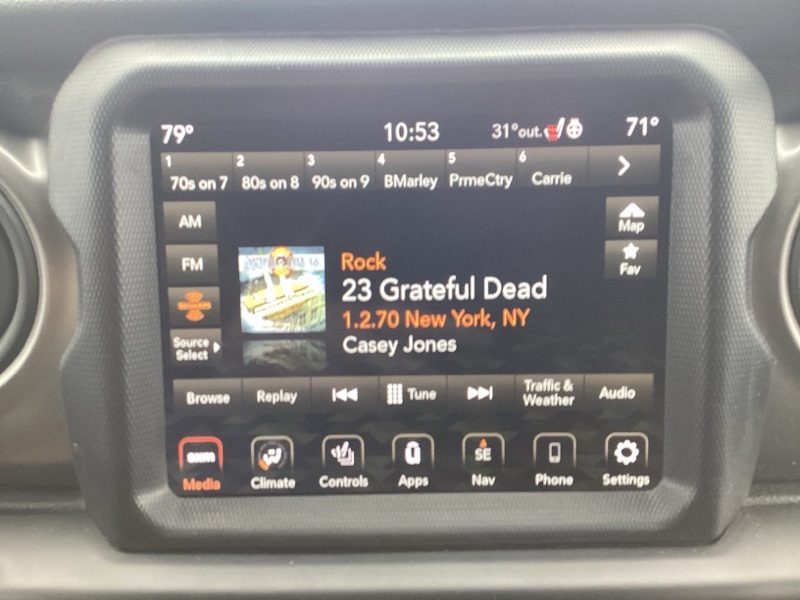 79° 10:53 31°out. 71°
1 2 3 4 5 6
70s on 7 80s on 8 90s on 9 BMarley PrmeCtry Carrie
AM
Map
FM
Fav
Rock
23 Grateful Dead
1.2.70 New York, NY
Casey Jones
Source
Select
Browse Replay Tune Traffic &
Weather Audio
SE
Media Climate Controls Apps Nav Phone Settings